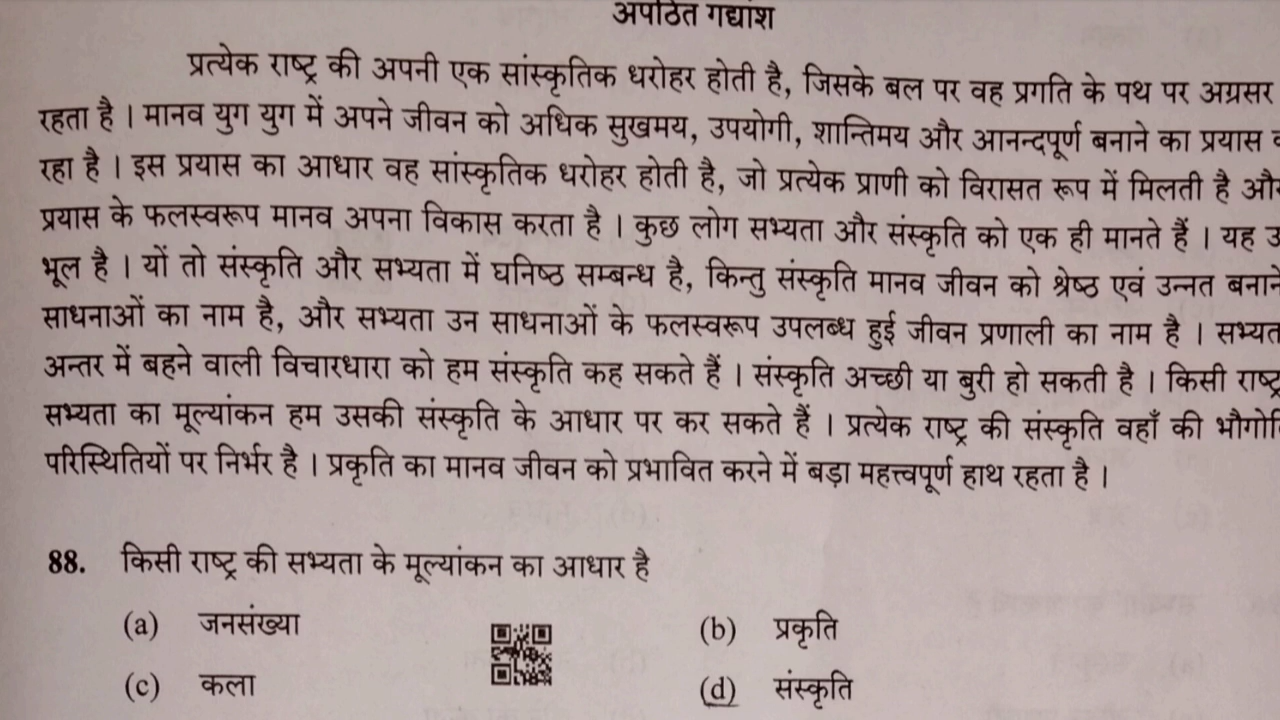 अपठित गद्यांश
प्रत्येक राष्ट्र की अपनी एक सांस्कृतिक धरोहर होती है, जिसके बल पर वह प्रगति के पथ पर अग्रसर
रहता है । मानव युग युग में अपने जीवन को अधिक सुखमय, उपयोगी, शान्तिमय और आनन्दपूर्ण बनाने का प्रयास
रहा है । इस प्रयास का आधार वह सांस्कृतिक धरोहर होती है, जो प्रत्येक प्राणी को विरासत रूप में मिलती है
प्रयास के फलस्वरूप मानव अपना विकास करता है । कुछ लोग सभ्यता और संस्कृति को एक ही मानते हैं । यह
भूल है । यों तो संस्कृति और सभ्यता में घनिष्ठ सम्बन्ध है, किन्तु संस्कृति मानव जीवन को श्रेष्ठ एवं उन्नत बनाने
साधनाओं का नाम है, और सभ्यता उन साधनाओं के फलस्वरूप उपलब्ध हुई जीवन प्रणाली का नाम है ।
अन्तर में बहने वाली विचारधारा को हम संस्कृति कह सकते हैं । संस्कृति अच्छी या बुरी हो सकती है । किसी राष्ट्र
सभ्यता का मूल्यांकन हम उसकी संस्कृति के आधार पर कर सकते हैं । प्रत्येक राष्ट्र की संस्कृति वहाँ की
परिस्थितियों पर निर्भर है । प्रकृति का मानव जीवन को प्रभावित करने में बड़ा महत्त्वपूर्ण हाथ रहता है ।
88. किसी राष्ट्र की सभ्यता के मूल्यांकन का आधार है
(a) जनसंख्या (b) प्रकृति
(c) कला (d) संस्कृति